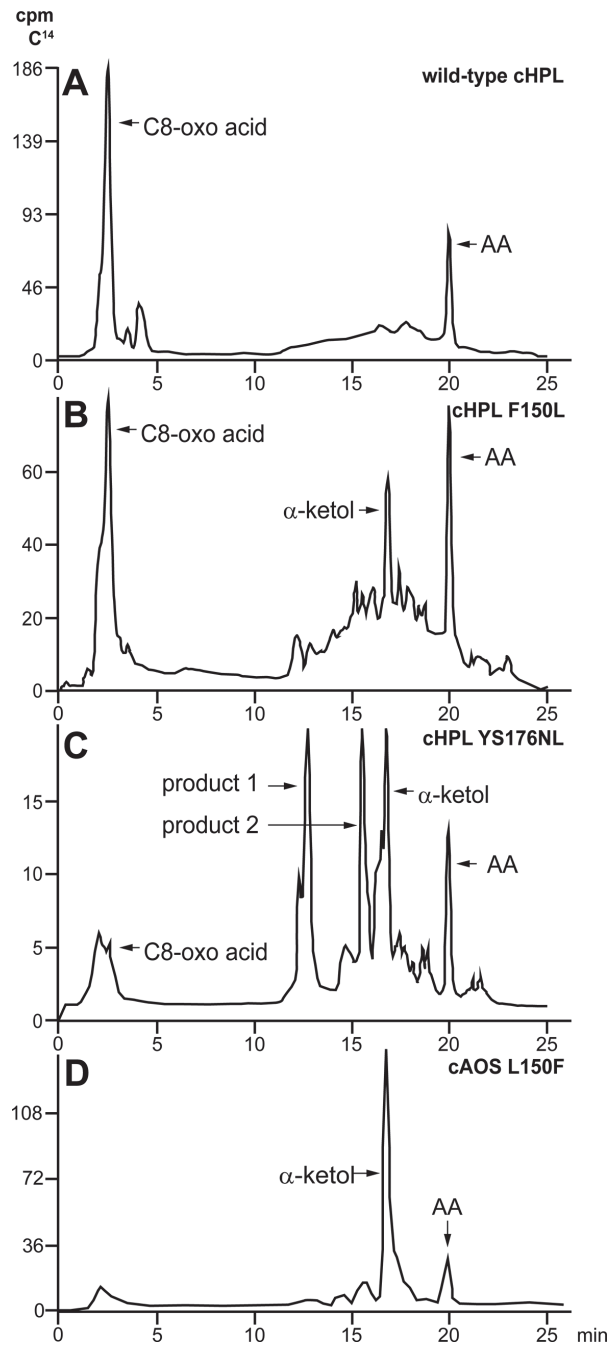 cpm
C¹⁴
A
wild-type cHPL
186
139
93
46
0
C8-oxo acid
AA
0 5 10 15 20 25
B
cHPL F150L
60
40
20
0
C8-oxo acid
α-ketol
AA
0 5 10 15 20 25
C
cHPL YS176NL
15
10
5
0
product 1
product 2
α-ketol
AA
C8-oxo acid
0 5 10 15 20 25
D
cAOS L150F
108
72
36
0
α-ketol
AA
0 5 10 15 20 25 min